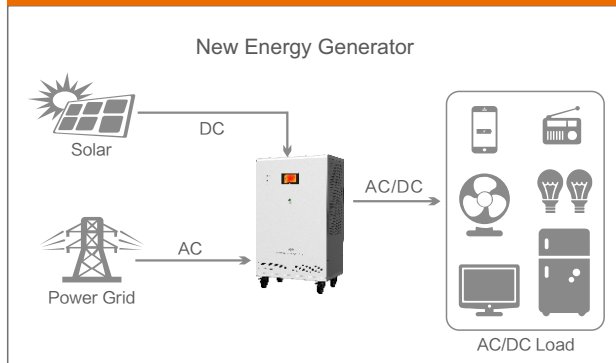 New Energy Generator
DC
Solar
AC/DC
AC
Power Grid
AC/DC Load